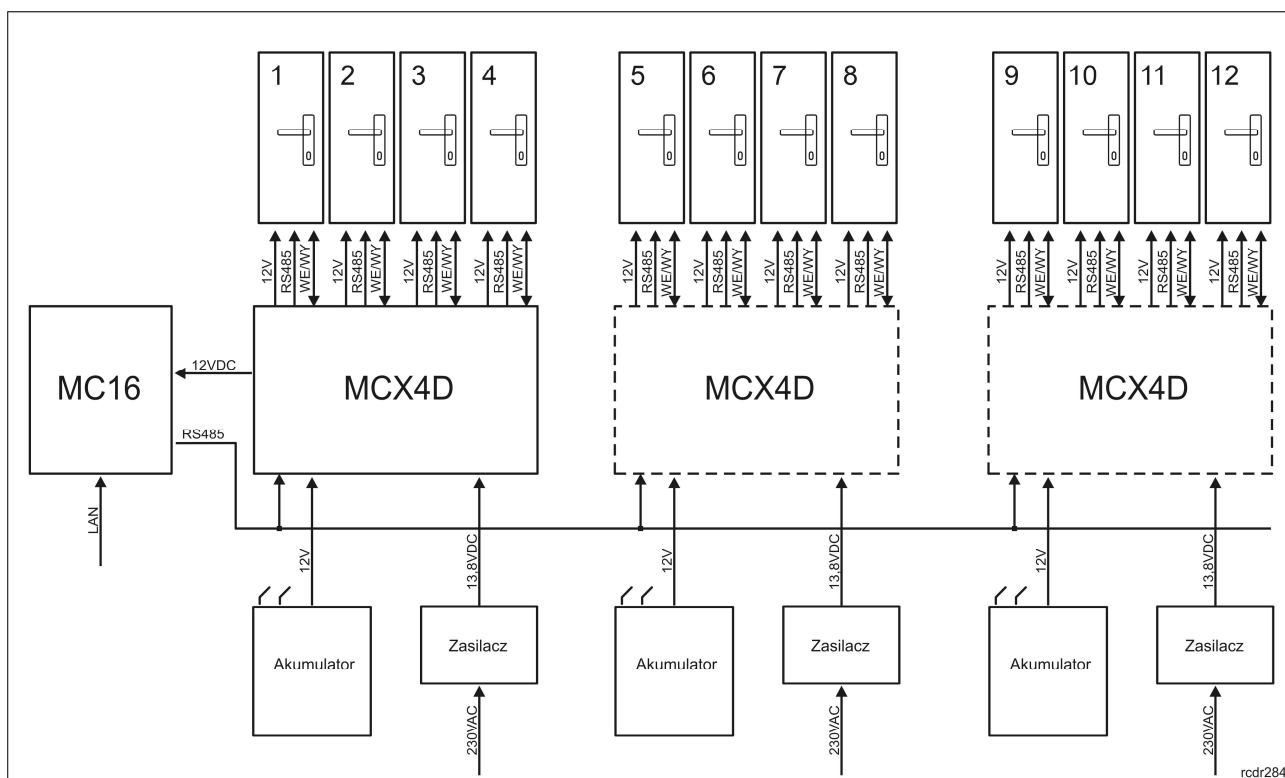 1 2 3 4 5 6 7 8 9 10 11 12
12V RS485 WE/WY 12V RS485 WE/WY 12V RS485 WE/WY 12V RS485 WE/WY 12V RS485 WE/WY 12V RS485 WE/WY 12V RS485 WE/WY 12V RS485 WE/WY 12V RS485 WE/WY 12V RS485 WE/WY 12V RS485 WE/WY 12V RS485 WE/WY
MC16 12VDC MCX4D MCX4D MCX4D
RS485
LAN
12V 13,8VDC 12V 13,8VDC 12V 13,8VDC
Akumulator Zasilacz Akumulator Zasilacz Akumulator Zasilacz
230VAC 230VAC 230VAC
rcdr284